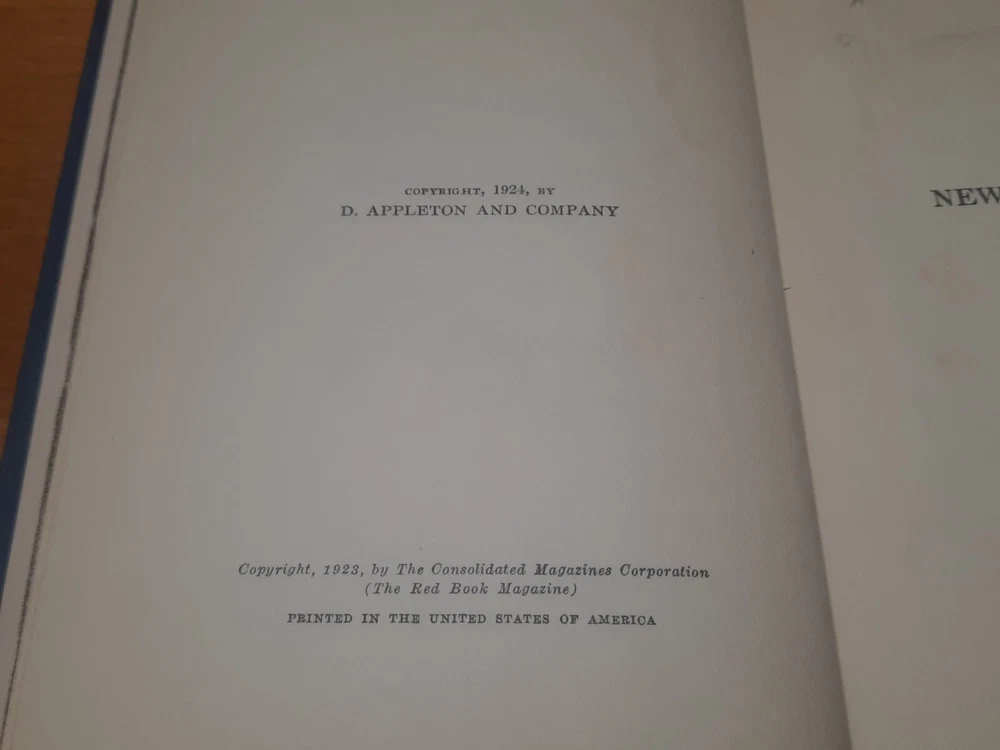 COPYRIGHT, 1924, BY
D. APPLETON AND COMPANY
Copyright, 1923, by The Consolidated Magazines Corporation
(The Red Book Magazine)
PRINTED IN THE UNITED STATES OF AMERICA
NEW